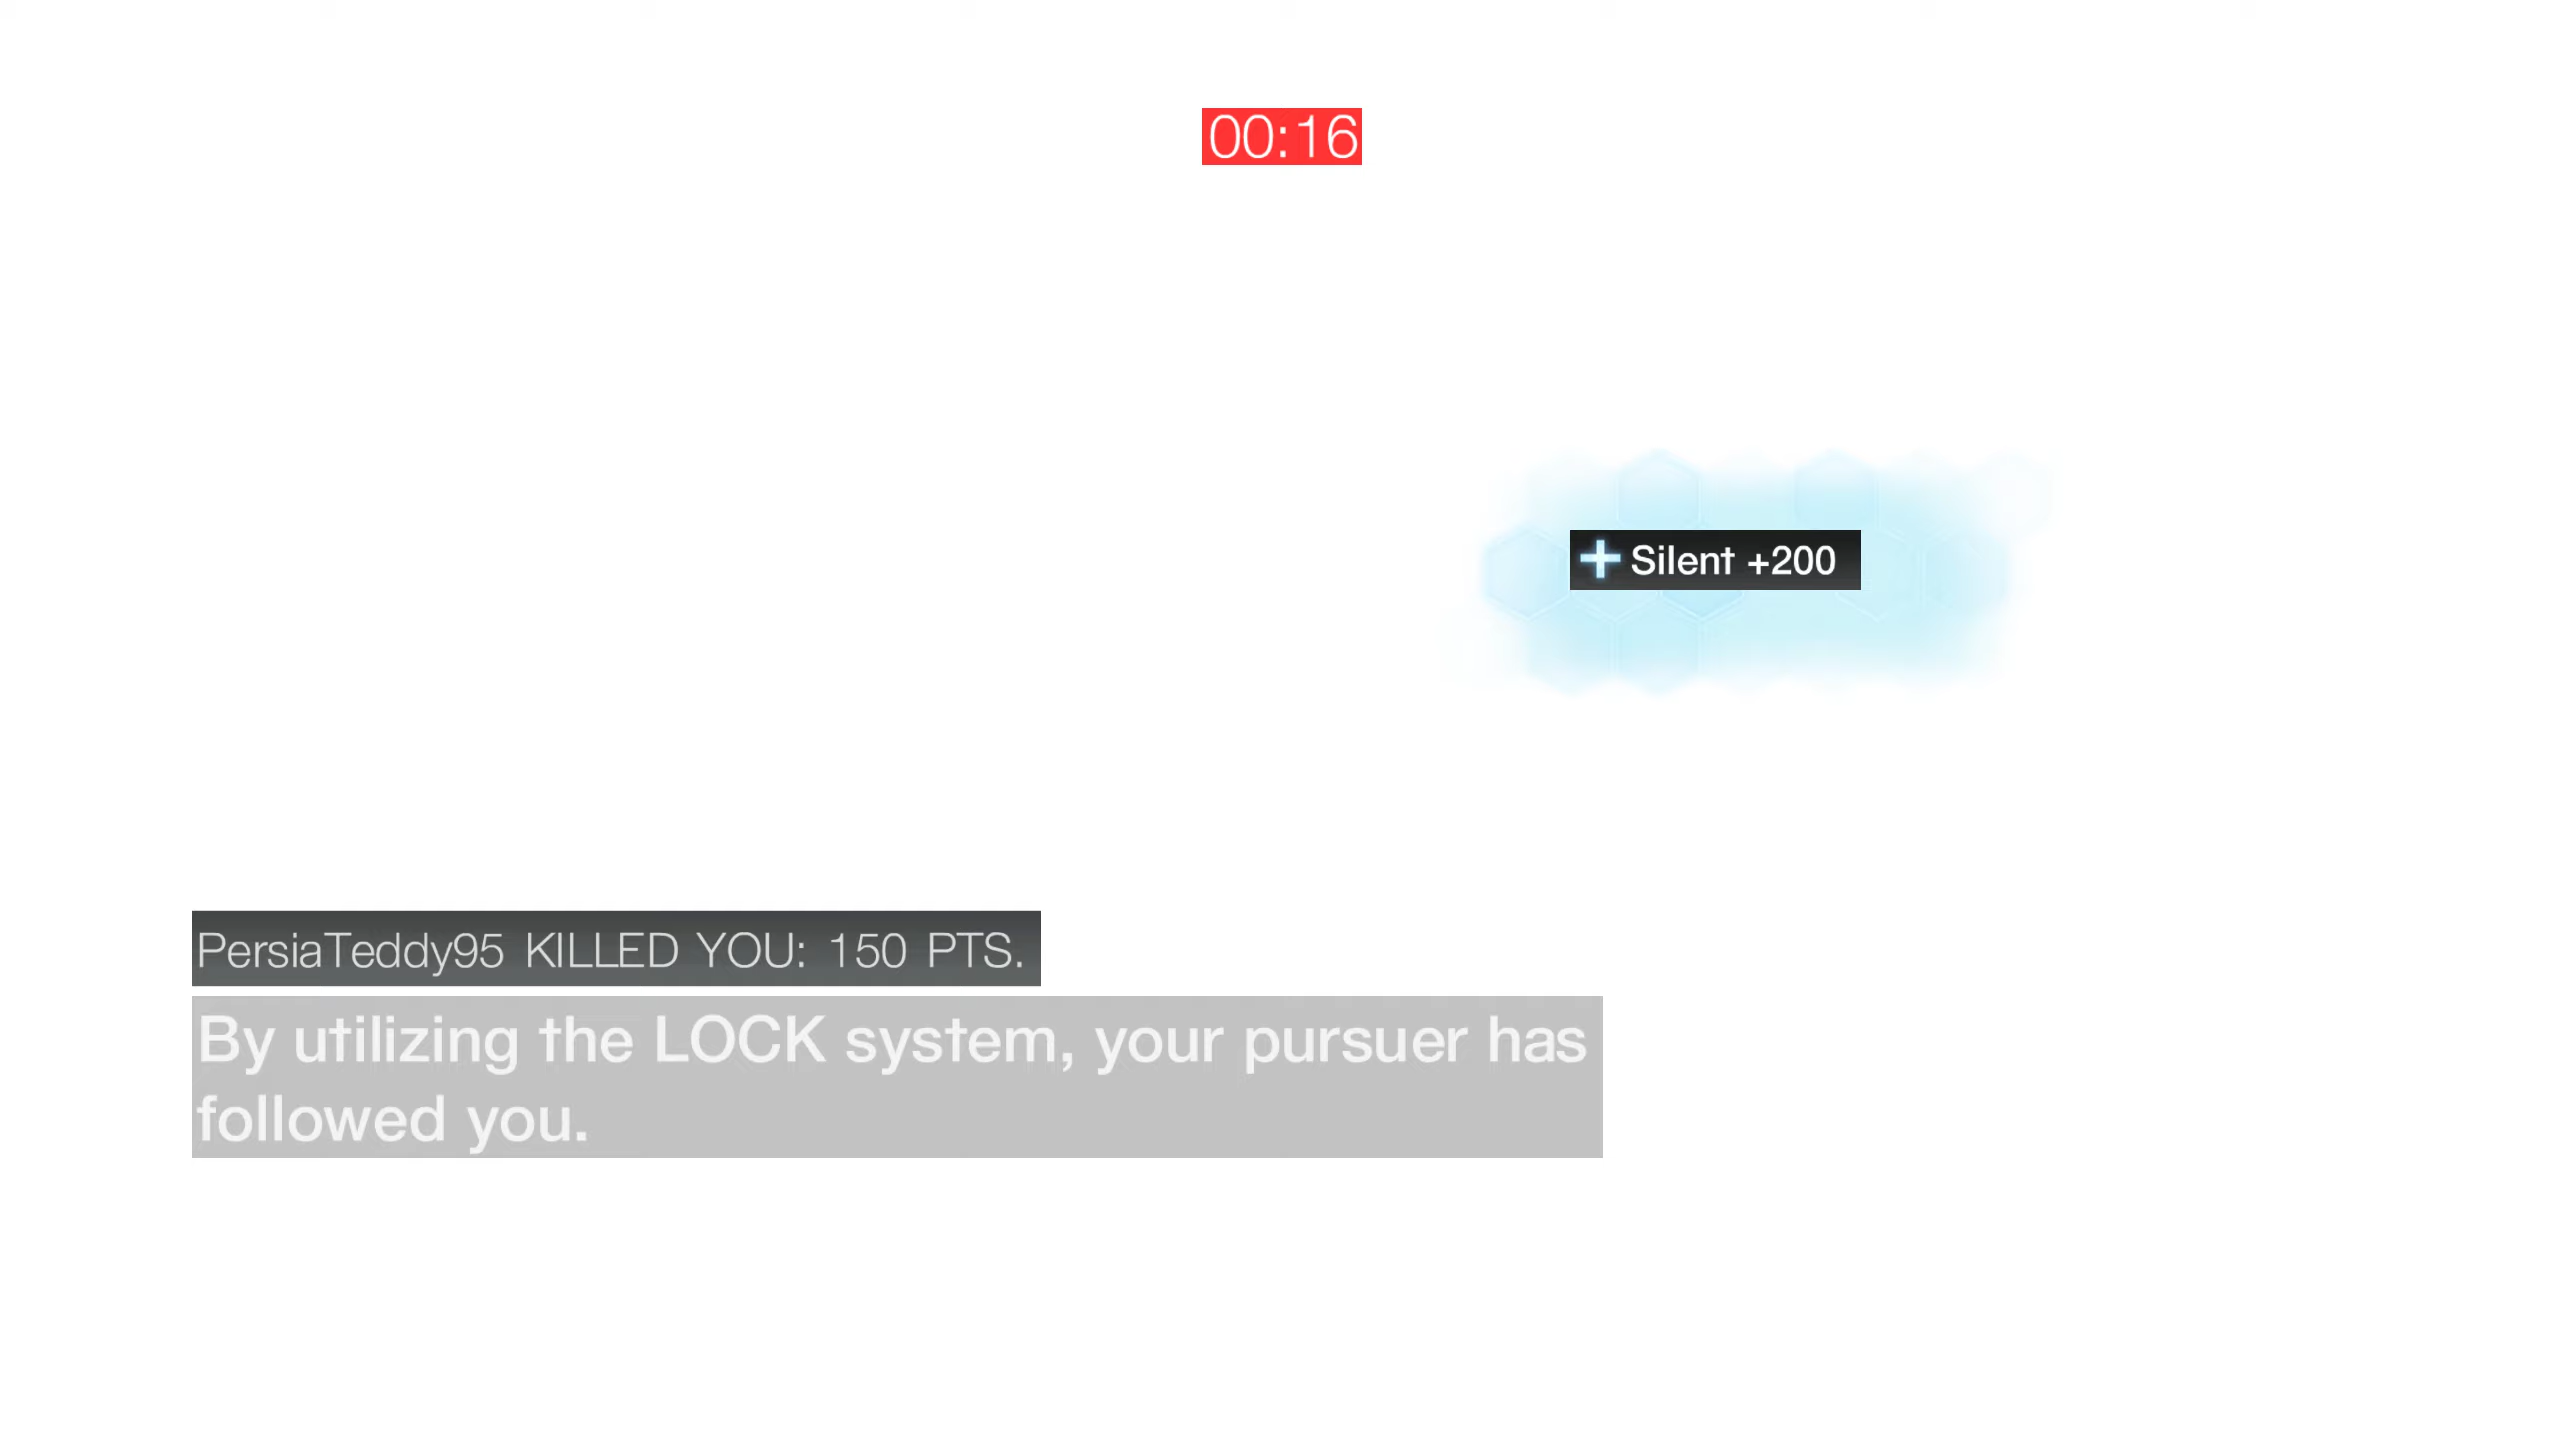 00:16
Silent +200
PersiaTeddy95 KILLED YOU: 150 PTS.
By utilizing the LOCK system, your pursuer has
followed you.